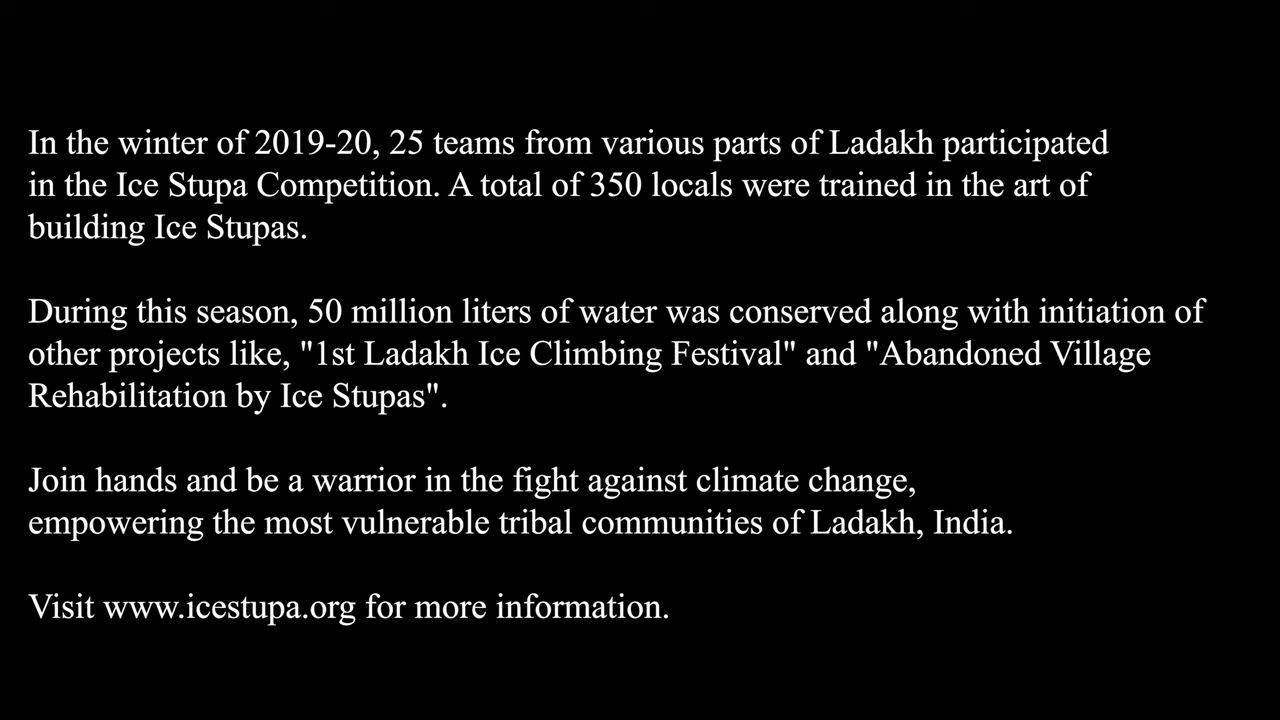 In the winter of 2019-20, 25 teams from various parts of Ladakh participated
in the Ice Stupa Competition. A total of 350 locals were trained in the art of
building Ice Stupas.
During this season, 50 million liters of water was conserved along with initiation of
other projects like, "1st Ladakh Ice Climbing Festival" and "Abandoned Village
Rehabilitation by Ice Stupas".
Join hands and be a warrior in the fight against climate change,
empowering the most vulnerable tribal communities of Ladakh, India.
Visit www.icestupa.org for more information.